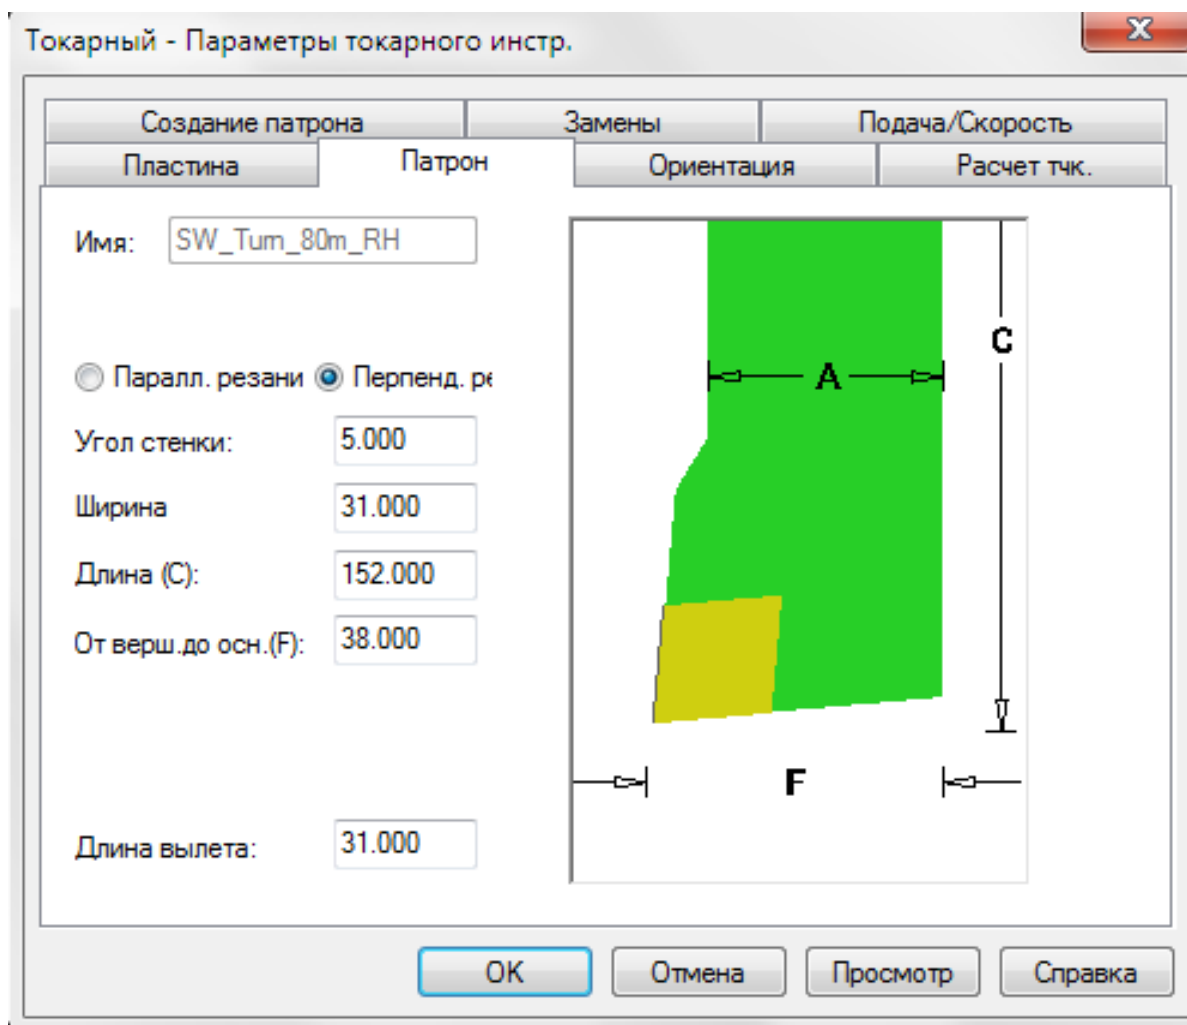 Токарный - Параметры токарного инстр.
Создание патрона Замены Подача/Скорость
Пластина Патрон Ориентация Расчет тчк.
Имя: SW_Turn_80m_RH
Паралл. резани Перпенд. ре
Угол стенки: 5.000
Ширина 31.000
Длина (C): 152.000
От верш.до осн.(F): 38.000
Длина вылета: 31.000
C
A
F
OK Отмена Просмотр Справка